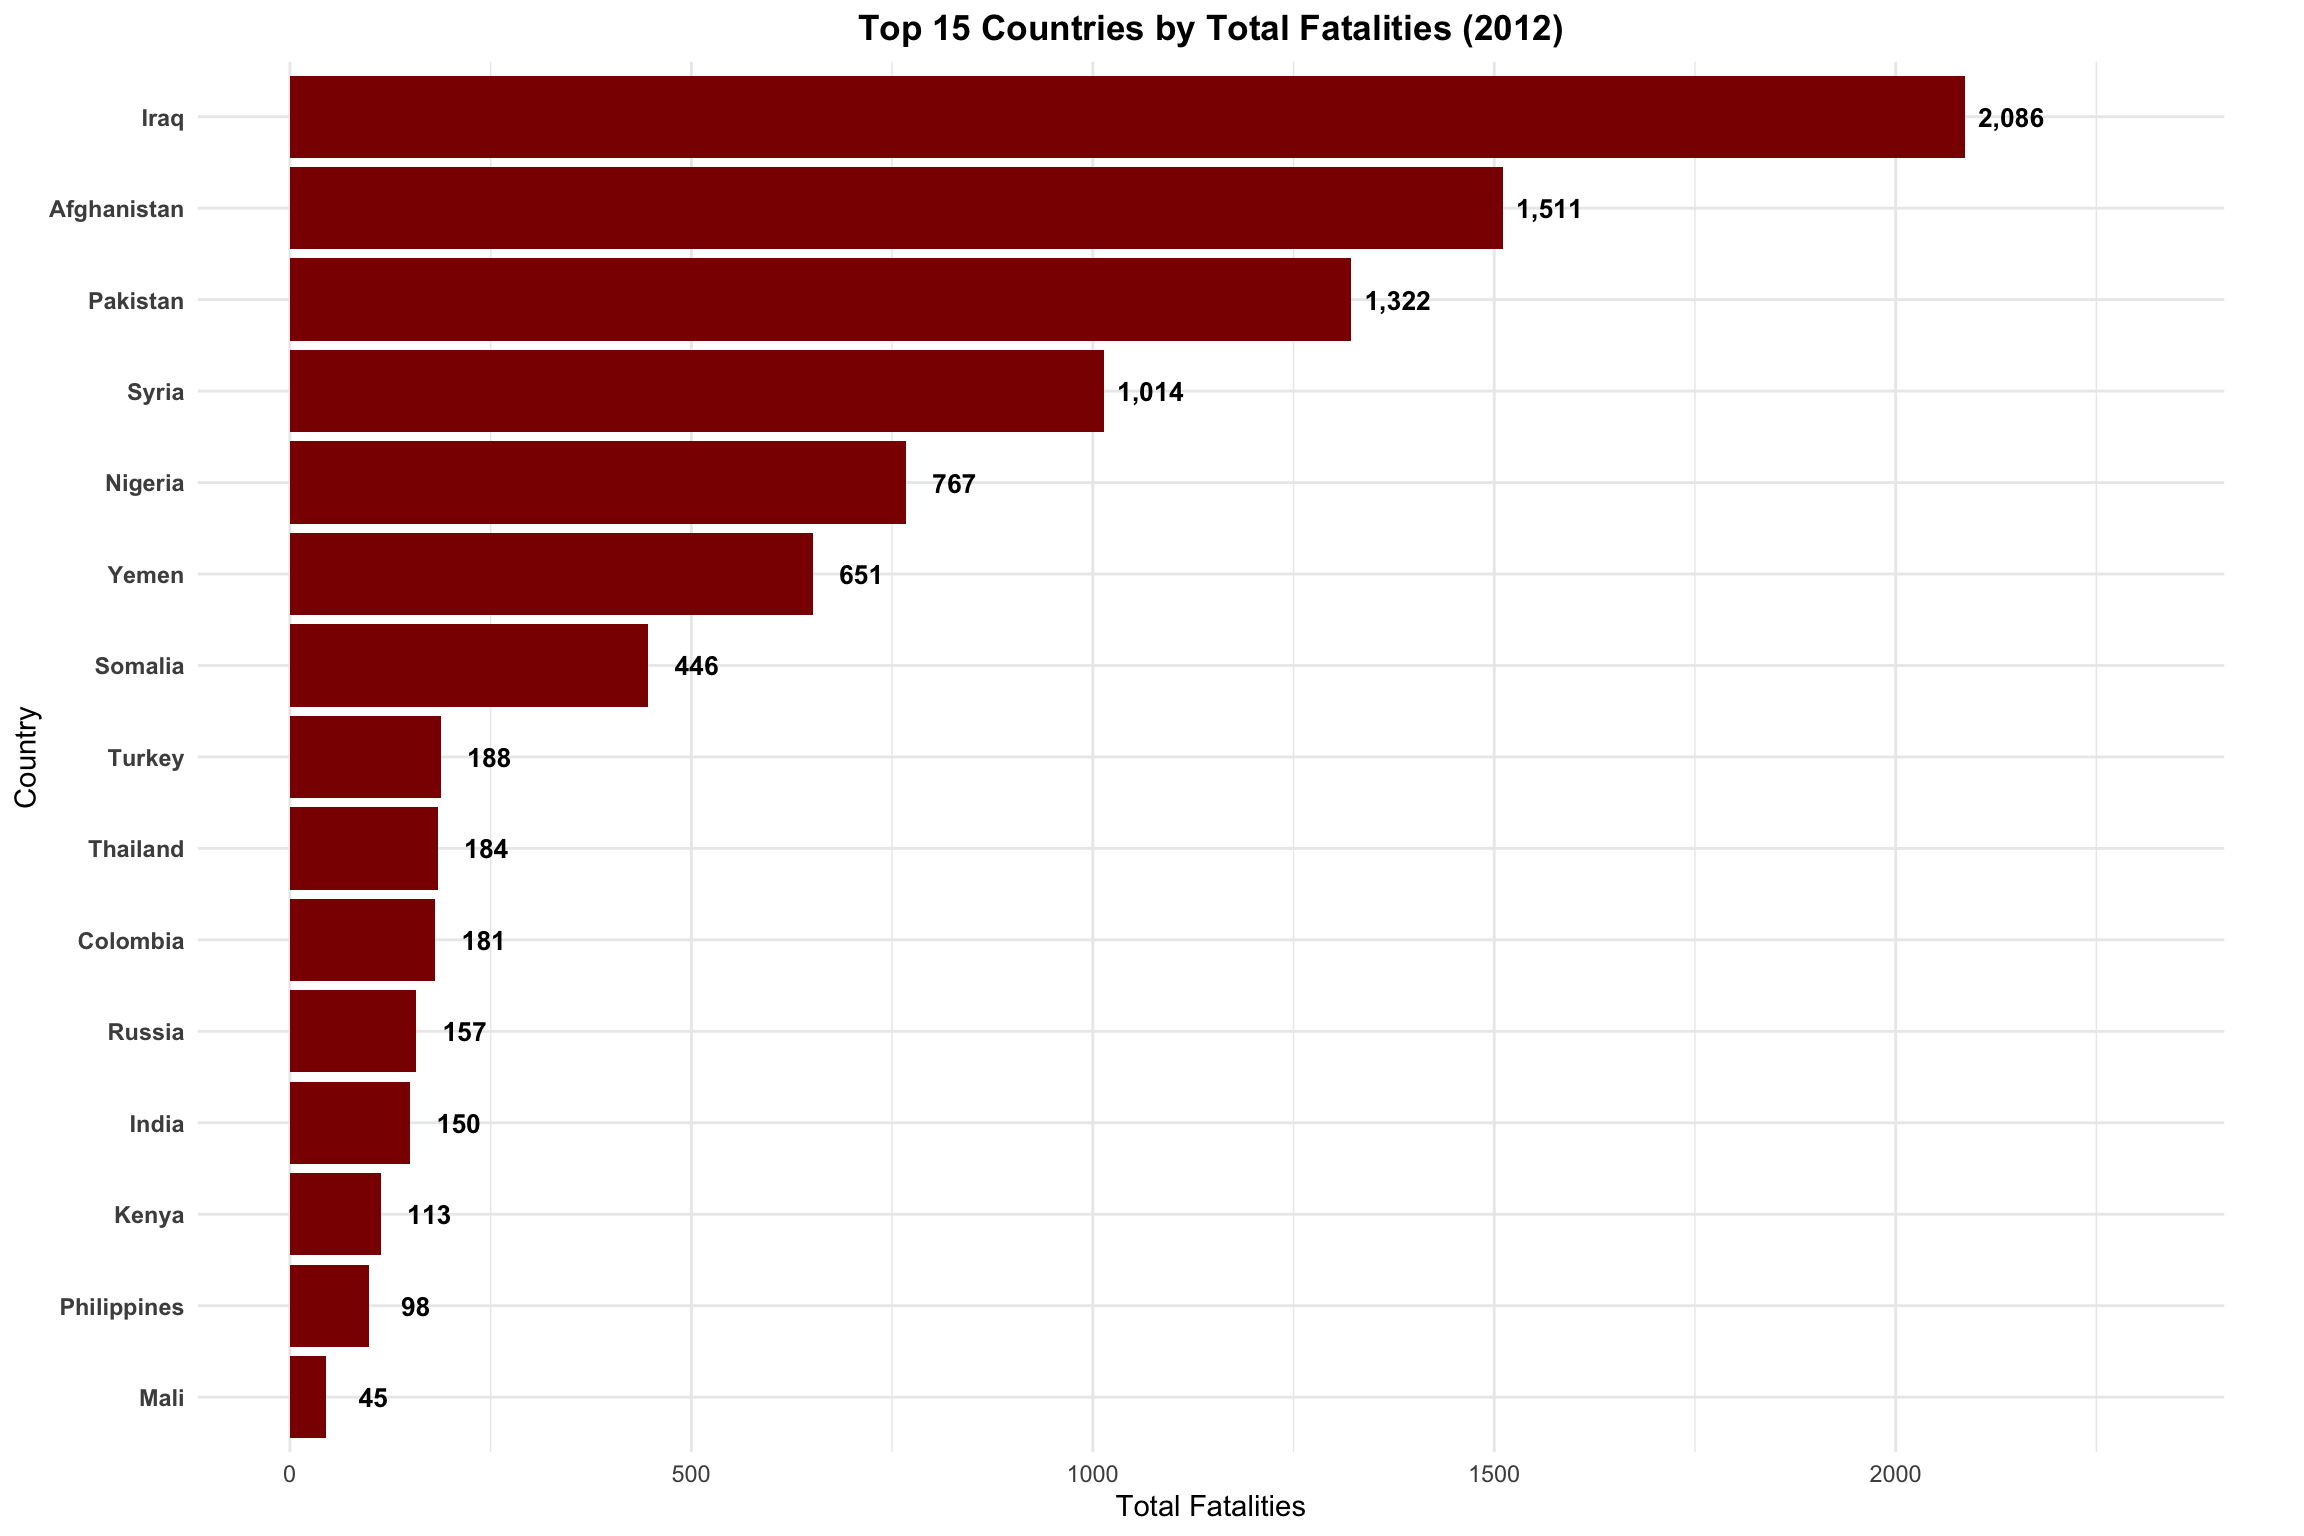 Top 15 Countries by Total Fatalities (2012)
Iraq 2,086
Afghanistan 1,511
Pakistan 1,322
Syria 1,014
Nigeria 767
Yemen 651
Somalia 446
Turkey 188
Thailand 184
Colombia 181
Russia 157
India 150
Kenya 113
Philippines 98
Mali 45
Country
0 500 1000 1500 2000
Total Fatalities